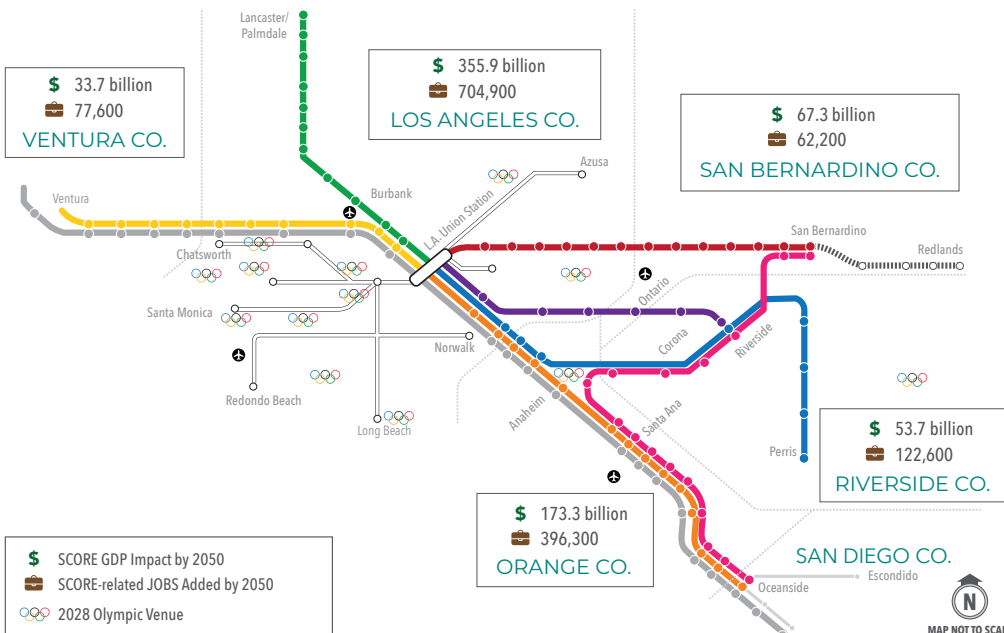 Lancaster/
Palmdale
$ 33.7 billion
77,600
VENTURA CO.
$ 355.9 billion
704,900
LOS ANGELES CO.
$ 67.3 billion
62,200
SAN BERNARDINO CO.
Azusa
Ventura
Burbank
L.A. Union Station
San Bernardino
Redlands
Chatsworth
Ontario
Santa Monica
Norwalk
Corona
Riverside
Redondo Beach
Anaheim
Santa Ana
Long Beach
Perris
$ 53.7 billion
122,600
RIVERSIDE CO.
$ 173.3 billion
396,300
ORANGE CO.
SAN DIEGO CO.
Escondido
Oceanside
$ SCORE GDP Impact by 2050
SCORE-related JOBS Added by 2050
2028 Olympic Venue
N
MAP NOT TO SCA